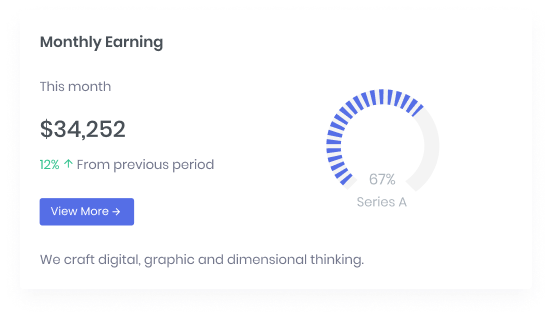 Monthly Earning
This month
$34,252
12% ↑ From previous period
67%
Series A
View More →
We craft digital, graphic and dimensional thinking.